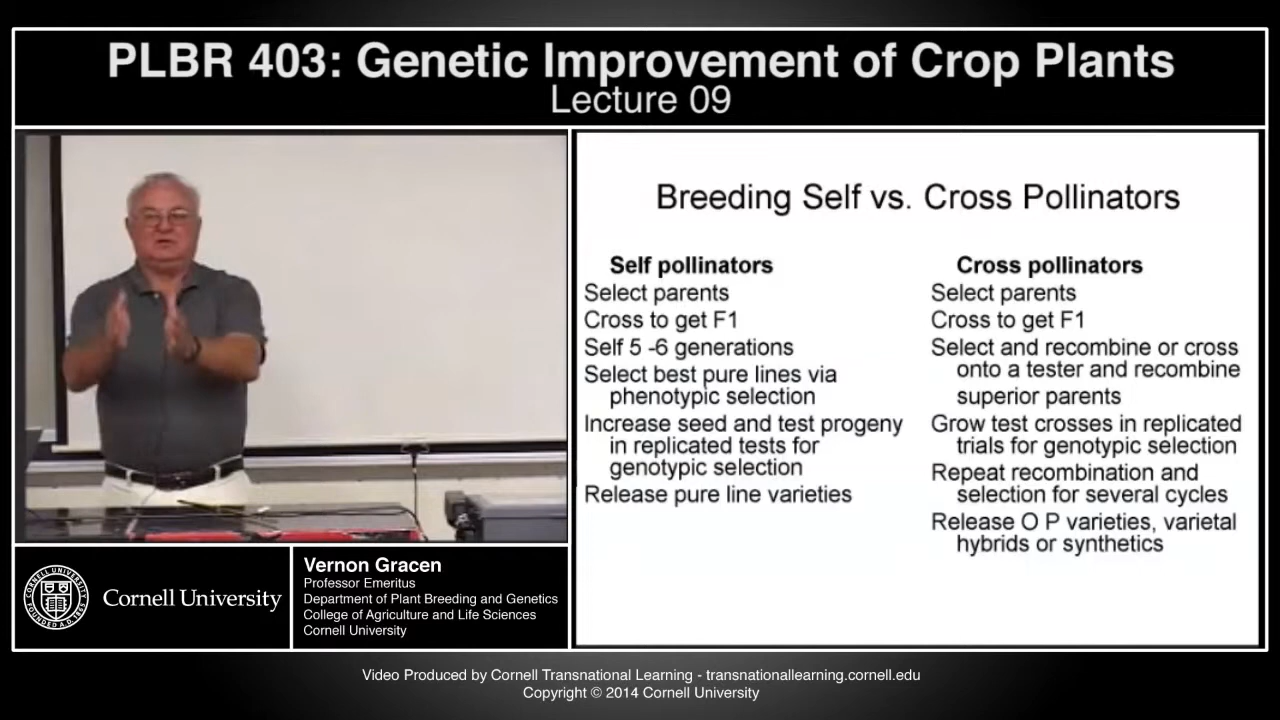 PLBR 403: Genetic Improvement of Crop Plants
Lecture 09
Breeding Self vs. Cross Pollinators
Self pollinators
Select parents
Cross to get F1
Self 5 -6 generations
Select best pure lines via
phenotypic selection
Increase seed and test progeny
in replicated tests for
genotypic selection
Release pure line varieties
Cross pollinators
Select parents
Cross to get F1
Select and recombine or cross
onto a tester and recombine
superior parents
Grow test crosses in replicated
trials for genotypic selection
Repeat recombination and
selection for several cycles
Release O P varieties, varietal
hybrids or synthetics
Cornell University
Vernon Gracen
Professor Emeritus
Department of Plant Breeding and Genetics
College of Agriculture and Life Sciences
Cornell University
Video Produced by Cornell Transnational Learning - transnationallearning.cornell.edu
Copyright © 2014 Cornell University